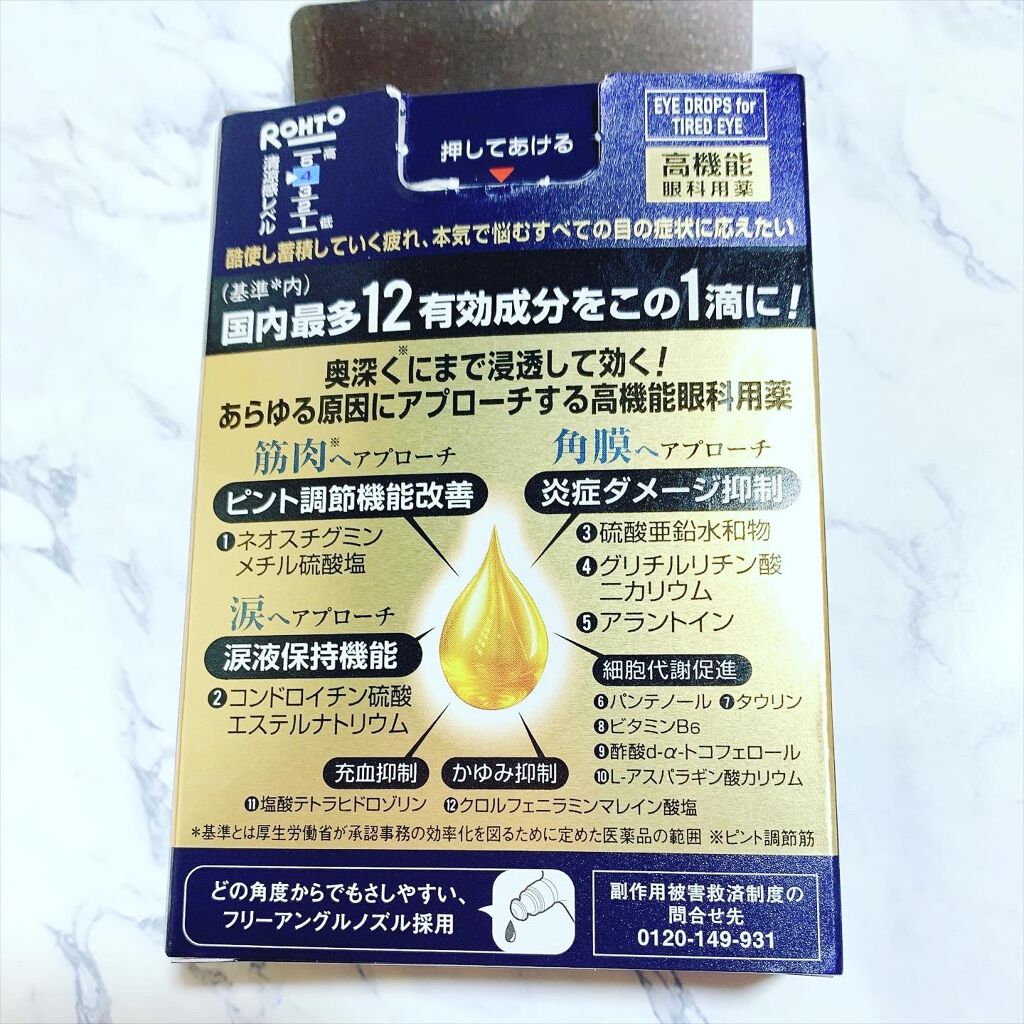 ROHTO
清涼感レベル
高
5
4
3
2
1
低
押してあける
EYE DROPS for
TIRED EYE
高機能
眼科用薬
酷使し蓄積していく疲れ、本気で悩むすべての目の症状に応えたい
(基準*内)
国内最多12有効成分をこの1滴に!
奥深く※にまで浸透して効く!
あらゆる原因にアプローチする高機能眼科用薬
筋肉※へアプローチ
ピント調節機能改善
❶ネオスチグミン
メチル硫酸塩
涙へアプローチ
涙液保持機能
❷コンドロイチン硫酸
エステルナトリウム
角膜へアプローチ
炎症ダメージ抑制
❸硫酸亜鉛水和物
❹グリチルリチン酸
二カリウム
❺アラントイン
細胞代謝促進
❻パンテノール ❼タウリン
❽ビタミンB6
❾酢酸d-α-トコフェロール
❿L-アスパラギン酸カリウム
充血抑制
⓫塩酸テトラヒドロゾリン
かゆみ抑制
⓬クロルフェニラミンマレイン酸塩
*基準とは厚生労働省が承認事務の効率化を図るために定めた医薬品の範囲 ※ピント調節筋
どの角度からでもさしやすい、
フリーアングルノズル採用
副作用被害救済制度の
問合せ先
0120-149-931